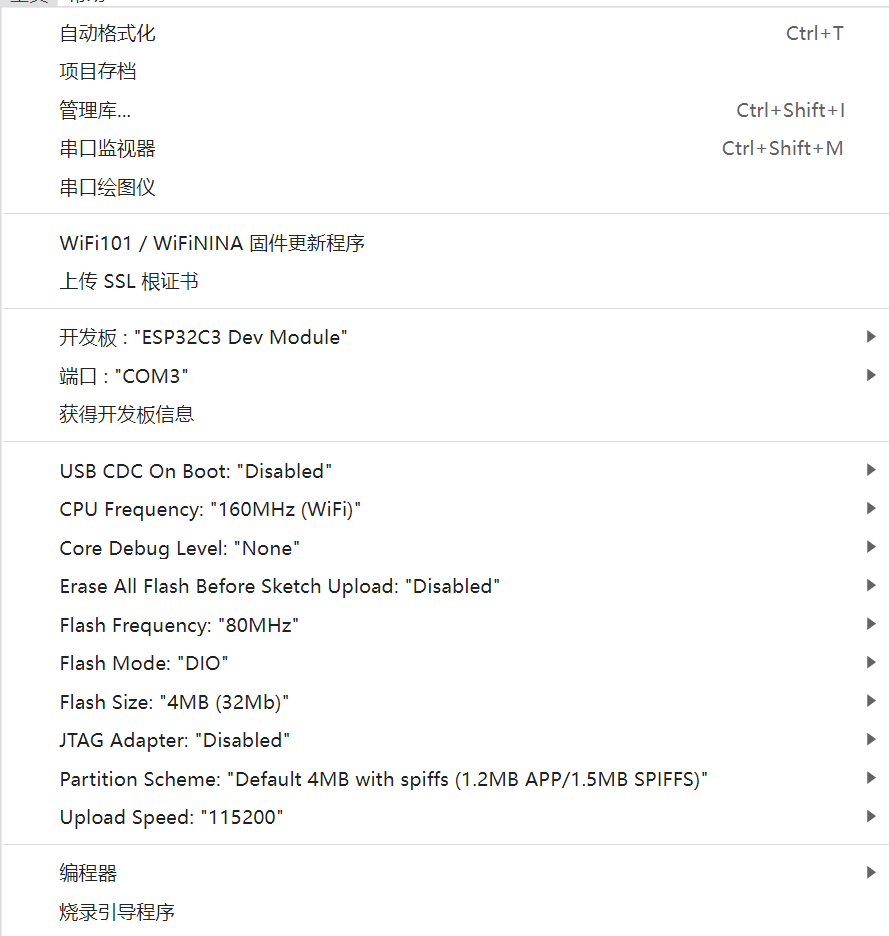 自动格式化 Ctrl+T
项目存档
管理库... Ctrl+Shift+I
串口监视器 Ctrl+Shift+M
串口绘图仪
WiFi101 / WiFiNINA 固件更新程序
上传 SSL 根证书
开发板 : "ESP32C3 Dev Module"
端口 : "COM3"
获得开发板信息
USB CDC On Boot: "Disabled"
CPU Frequency: "160MHz (WiFi)"
Core Debug Level: "None"
Erase All Flash Before Sketch Upload: "Disabled"
Flash Frequency: "80MHz"
Flash Mode: "DIO"
Flash Size: "4MB (32Mb)"
JTAG Adapter: "Disabled"
Partition Scheme: "Default 4MB with spiffs (1.2MB APP/1.5MB SPIFFS)"
Upload Speed: "115200"
编程器
烧录引导程序